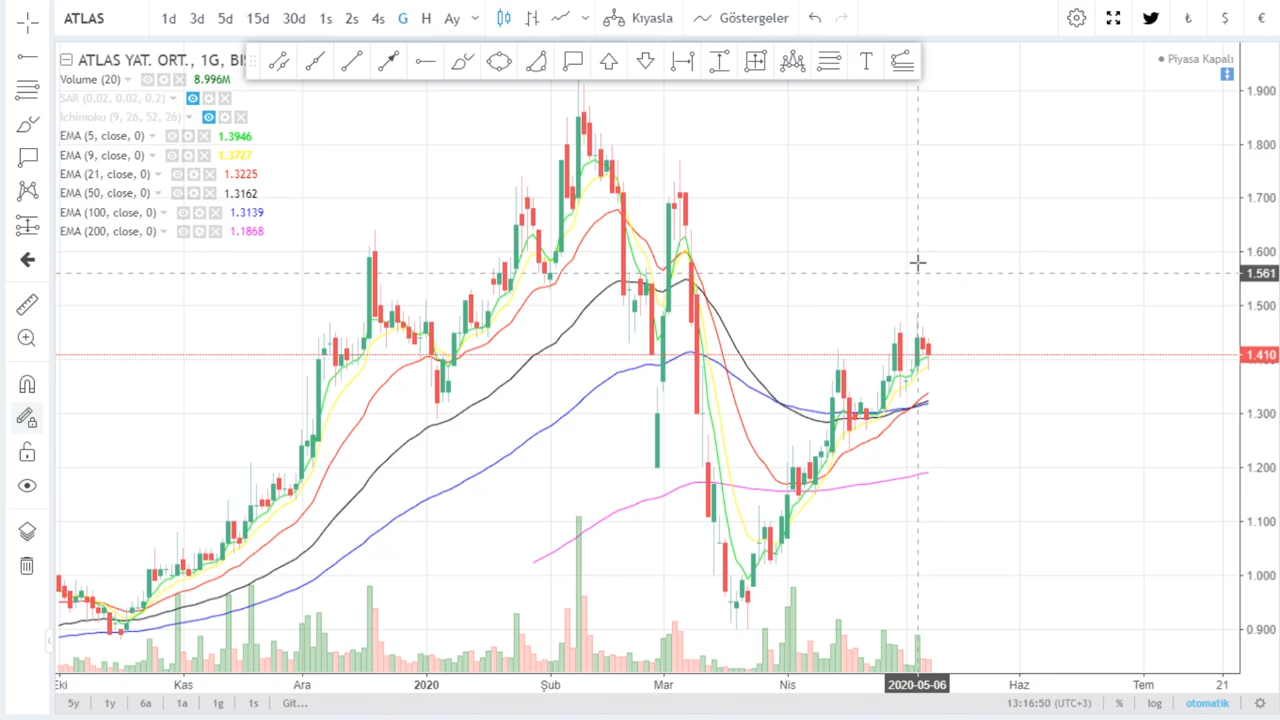 ATLAS 1d 3d 5d 15d 30d 1s 2s 4s G H Ay Kıyasla Göstergeler ₺ $ €
ATLAS YAT. ORT., 1G, BI
Piyasa Kapalı
Volume (20) 8.996M
SAR (0.02, 0.02, 0.2)
Ichimoku (9, 26, 52, 26)
EMA (5, close, 0) 1.3946
EMA (9, close, 0) 1.3727
EMA (21, close, 0) 1.3225
EMA (50, close, 0) 1.3162
EMA (100, close, 0) 1.3139
EMA (200, close, 0) 1.1868
1.900
1.800
1.700
1.600
1.561
1.500
1.410
1.300
1.200
1.100
1.000
0.900
Eki Kas Ara 2020 Şub Mar Nis 2020-05-06 Haz Tem 21
5y 1y 6a 1a 1g 1s Git... 13:16:50 (UTC+3) % log otomatik